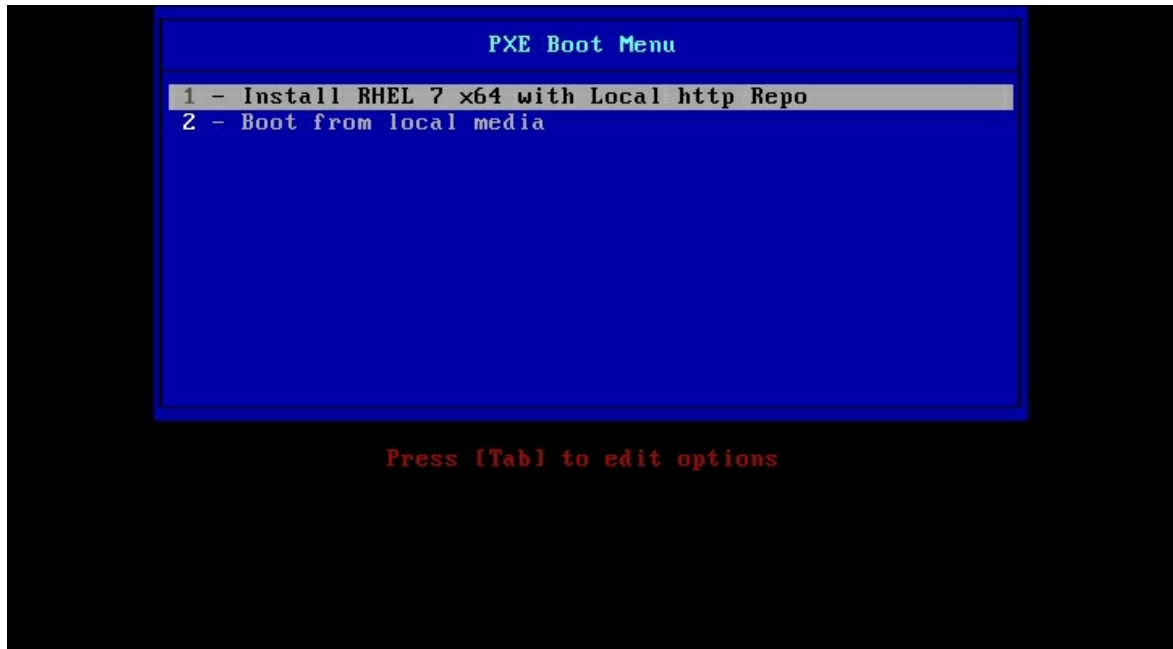 PXE Boot Menu
1 - Install RHEL 7 x64 with Local http Repo
2 - Boot from local media
Press [Tab] to edit options